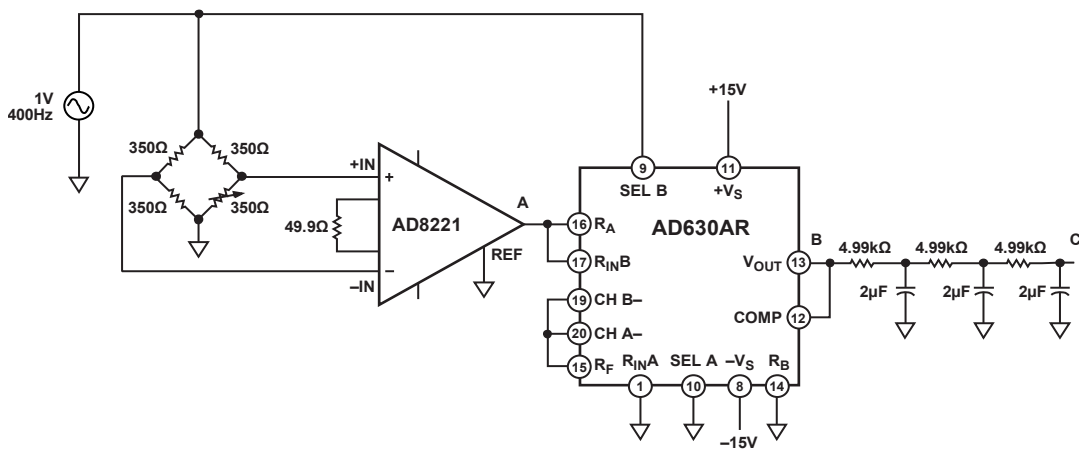 1V
400Hz
350Ω
350Ω
350Ω
350Ω
+IN
+
49.9Ω
AD8221
REF
−
–IN
A
AD630AR
9
SEL B
+15V
11
+VS
16
RA
17
RINB
19
CH B–
20
CH A–
15
RF
1
RINA
10
SEL A
8
–VS
–15V
14
RB
B
VOUT
13
COMP
12
4.99kΩ
4.99kΩ
4.99kΩ
C
2µF
2µF
2µF